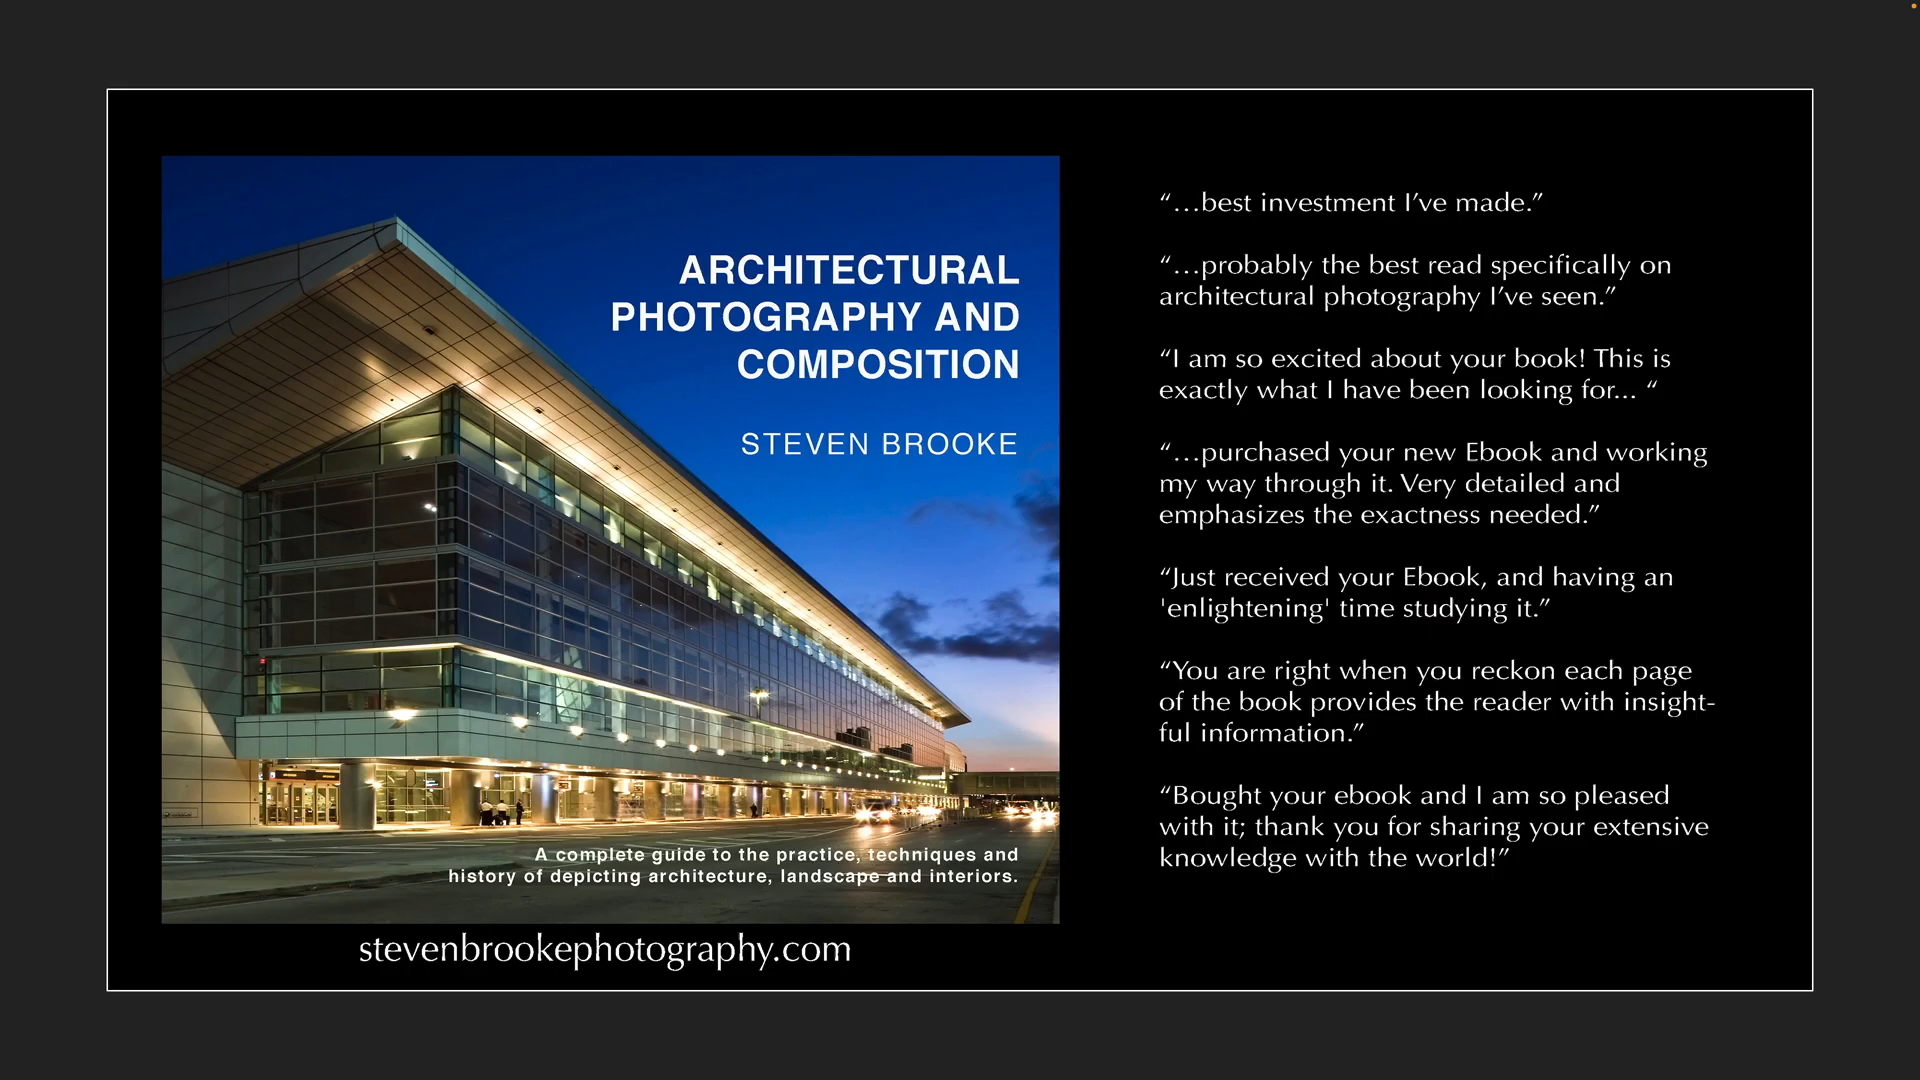 ARCHITECTURAL
PHOTOGRAPHY AND
COMPOSITION
STEVEN BROOKE
A complete guide to the practice, techniques and
history of depicting architecture, landscape and interiors.
stevenbrookephotography.com
“…best investment I’ve made.”
“…probably the best read specifically on
architectural photography I’ve seen.”
“I am so excited about your book! This is
exactly what I have been looking for... “
“…purchased your new Ebook and working
my way through it. Very detailed and
emphasizes the exactness needed.”
“Just received your Ebook, and having an
'enlightening' time studying it.”
“You are right when you reckon each page
of the book provides the reader with insight-
ful information.”
“Bought your ebook and I am so pleased
with it; thank you for sharing your extensive
knowledge with the world!”